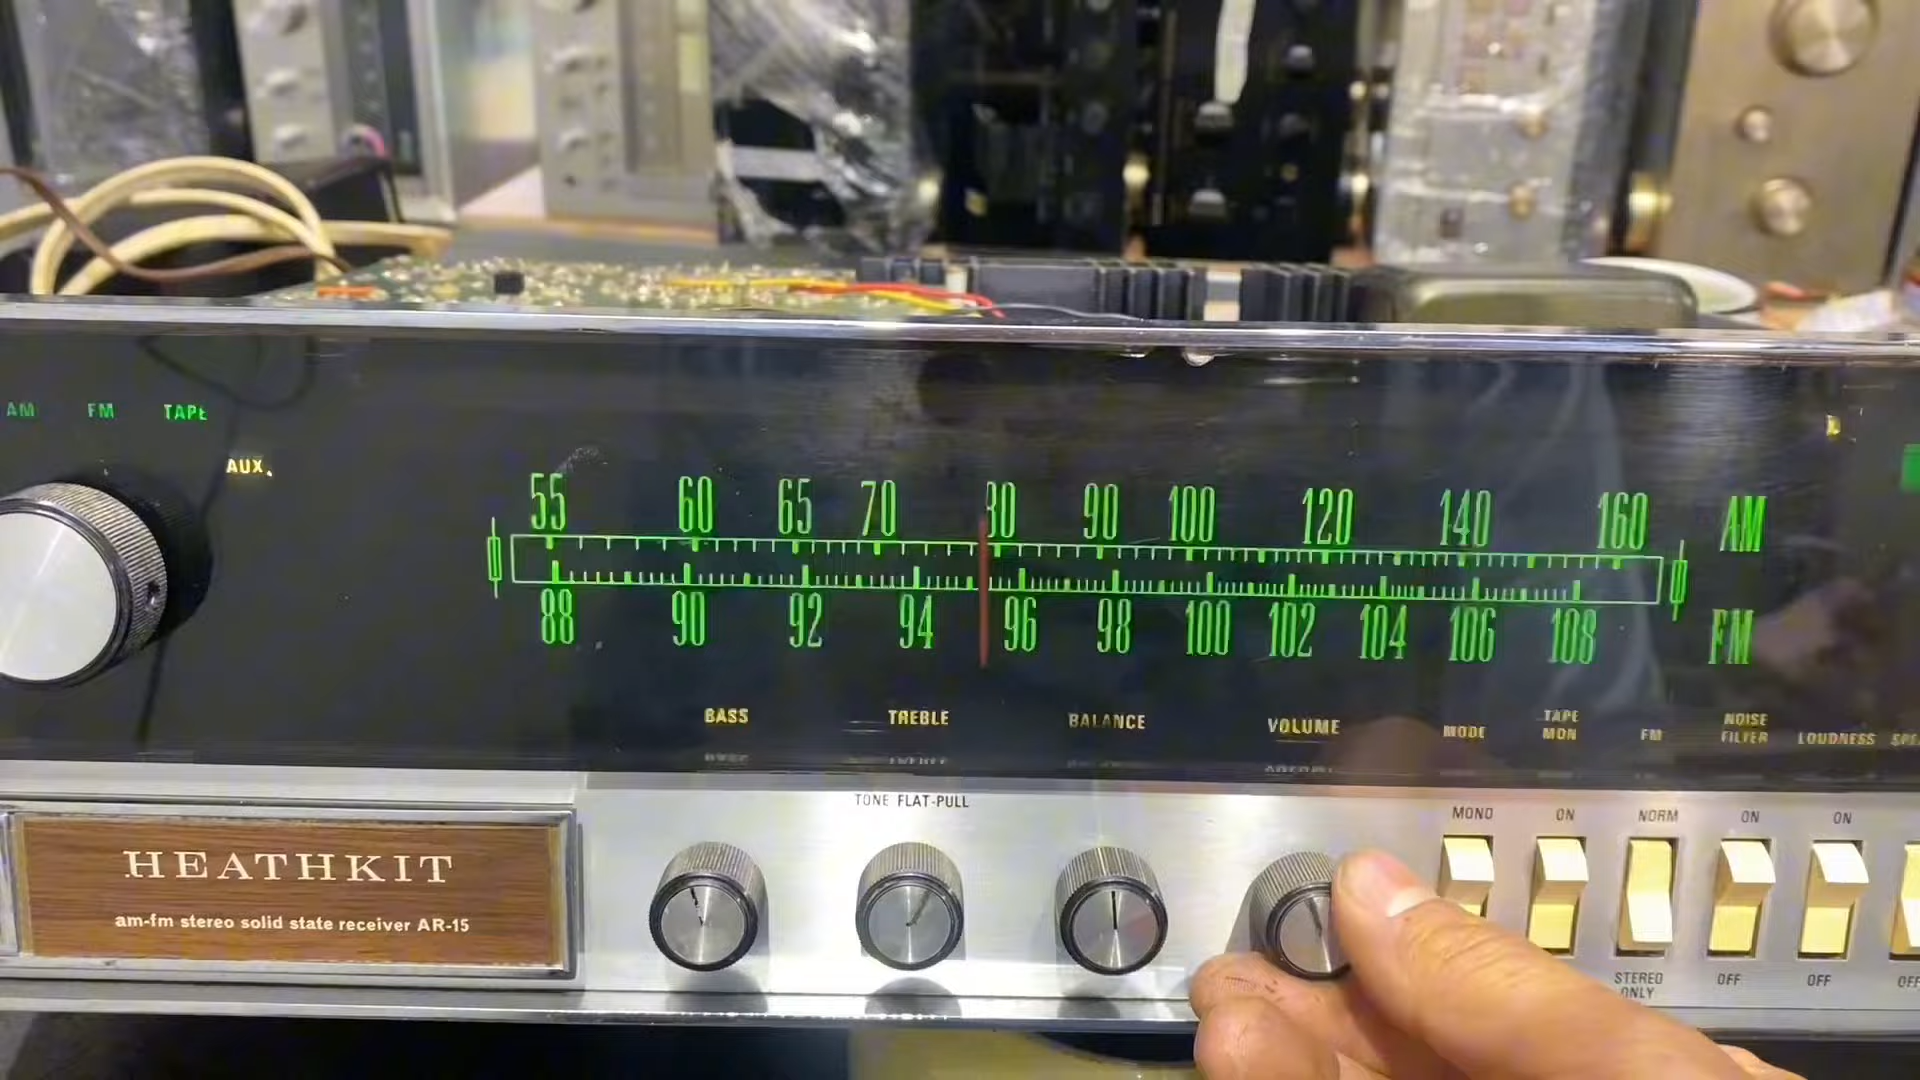 AM FM TAPE
AUX.
55 60 65 70 80 90 100 120 140 160 AM
88 90 92 94 96 98 100 102 104 106 108 FM
BASS TREBLE BALANCE VOLUME MODE TAPE MON FM NOISE FILTER LOUDNESS
TONE FLAT-PULL
MONO ON NORM ON ON
HEATHKIT
am-fm stereo solid state receiver AR-15
STEREO ONLY OFF OFF